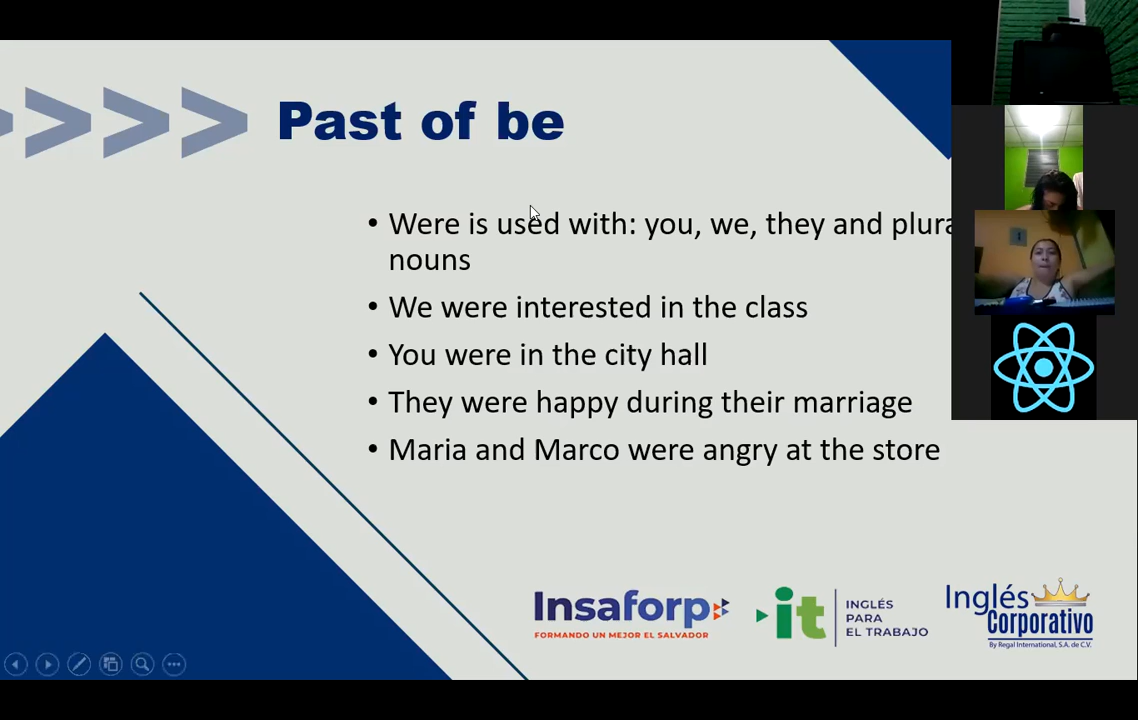 Past of be
• Were is used with: you, we, they and plura
nouns
• We were interested in the class
• You were in the city hall
• They were happy during their marriage
• Maria and Marco were angry at the store
Insaforp
FORMANDO UN MEJOR EL SALVADOR
it
INGLÉS
PARA
EL TRABAJO
Inglés
Corporativo
By Regal International, S.A. de C.V.